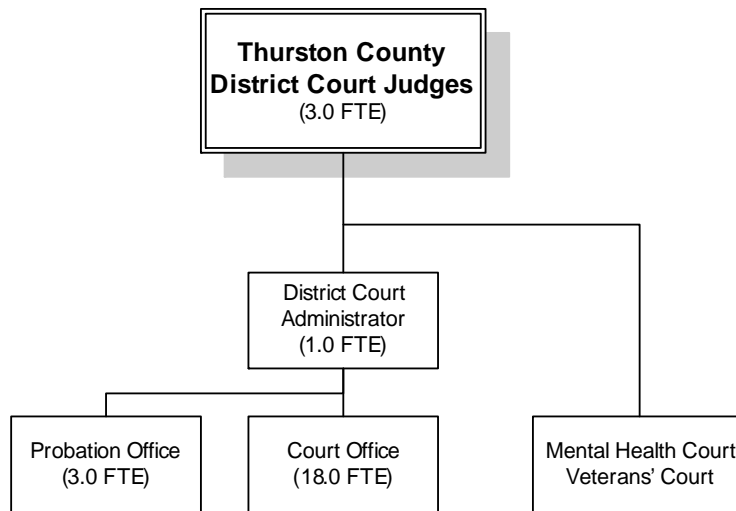 Thurston County
District Court Judges
(3.0 FTE)
District Court
Administrator
(1.0 FTE)
Probation Office
(3.0 FTE)
Court Office
(18.0 FTE)
Mental Health Court
Veterans' Court